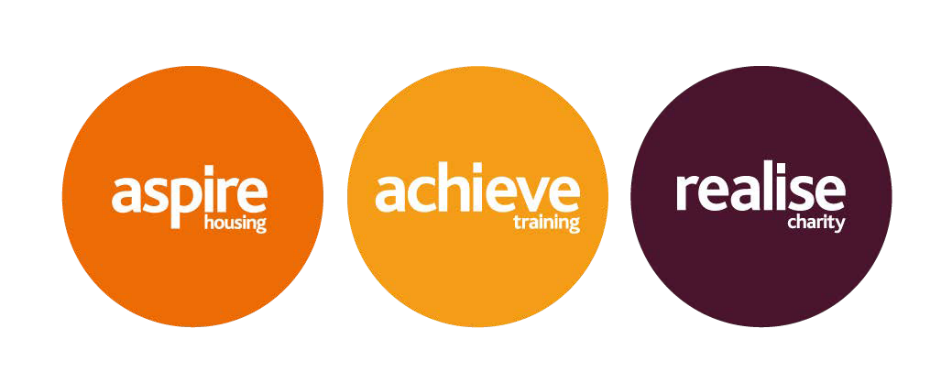 aspire
housing
achieve
training
realise
charity